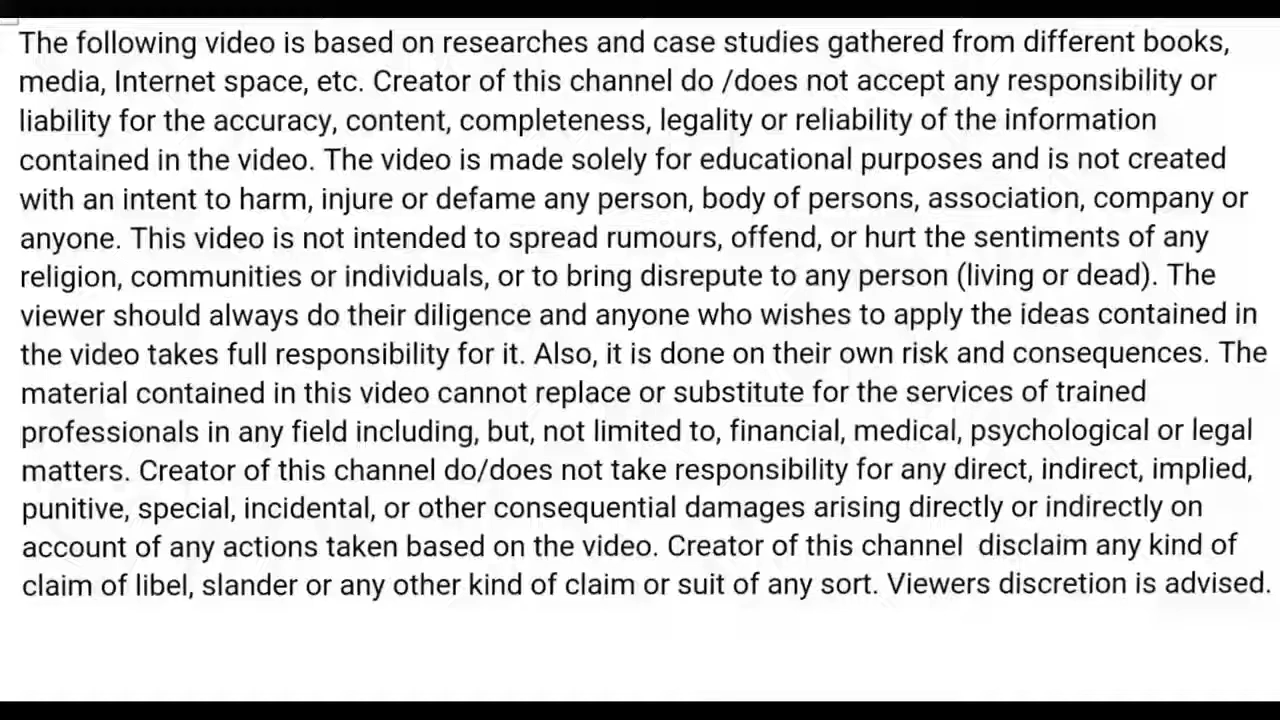 The following video is based on researches and case studies gathered from different books,
media, Internet space, etc. Creator of this channel do /does not accept any responsibility or
liability for the accuracy, content, completeness, legality or reliability of the information
contained in the video. The video is made solely for educational purposes and is not created
with an intent to harm, injure or defame any person, body of persons, association, company or
anyone. This video is not intended to spread rumours, offend, or hurt the sentiments of any
religion, communities or individuals, or to bring disrepute to any person (living or dead). The
viewer should always do their diligence and anyone who wishes to apply the ideas contained in
the video takes full responsibility for it. Also, it is done on their own risk and consequences. The
material contained in this video cannot replace or substitute for the services of trained
professionals in any field including, but, not limited to, financial, medical, psychological or legal
matters. Creator of this channel do/does not take responsibility for any direct, indirect, implied,
punitive, special, incidental, or other consequential damages arising directly or indirectly on
account of any actions taken based on the video. Creator of this channel  disclaim any kind of
claim of libel, slander or any other kind of claim or suit of any sort. Viewers discretion is advised.